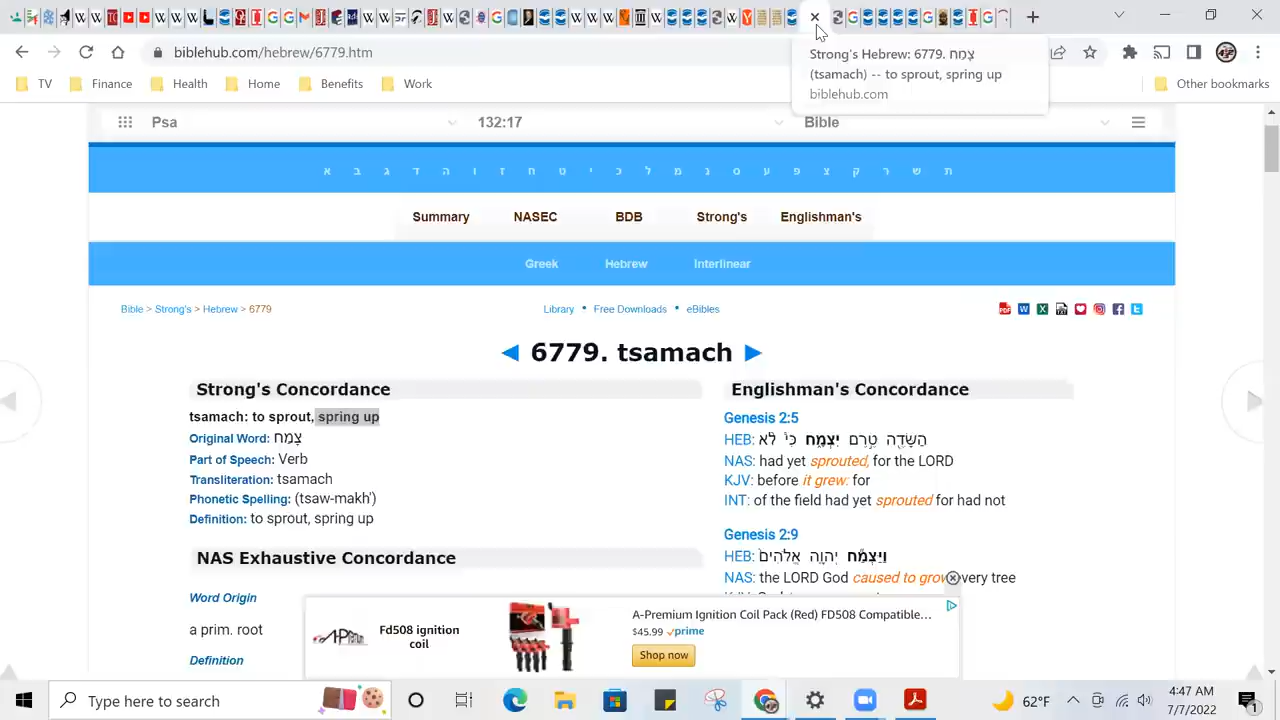 biblehub.com/hebrew/6779.htm
Strong's Hebrew: 6779. צָמַח
(tsamach) -- to sprout, spring up
biblehub.com
TV
Finance
Health
Home
Benefits
Work
Other bookmarks
Psa
132:17
Bible
א ב ג ד ה ו ז ח ט י כ ל מ נ ס ע פ צ ק ר ש ת
Summary
NASEC
BDB
Strong's
Englishman's
Greek
Hebrew
Interlinear
Bible > Strong's > Hebrew > 6779
Library • Free Downloads • eBibles
◄ 6779. tsamach ►
Strong's Concordance
tsamach: to sprout, spring up
Original Word: צָמַח
Part of Speech: Verb
Transliteration: tsamach
Phonetic Spelling: (tsaw-makh')
Definition: to sprout, spring up
NAS Exhaustive Concordance
Word Origin
a prim. root
Definition
Englishman's Concordance
Genesis 2:5
HEB: הַשָּׂדֶ֖ה טֶ֣רֶם יִצְמָ֑ח כִּי֩ לֹ֨א
NAS: had yet sprouted, for the LORD
KJV: before it grew: for
INT: of the field had yet sprouted for had not
Genesis 2:9
HEB: וַיַּצְמַ֞ח יְהוָ֤ה אֱלֹהִים֙
NAS: the LORD God caused to grow every tree
Fd508 ignition
coil
A-Premium Ignition Coil Pack (Red) FD508 Compatible...
$45.99 prime
Shop now
Type here to search
62°F
4:47 AM
7/7/2022
1